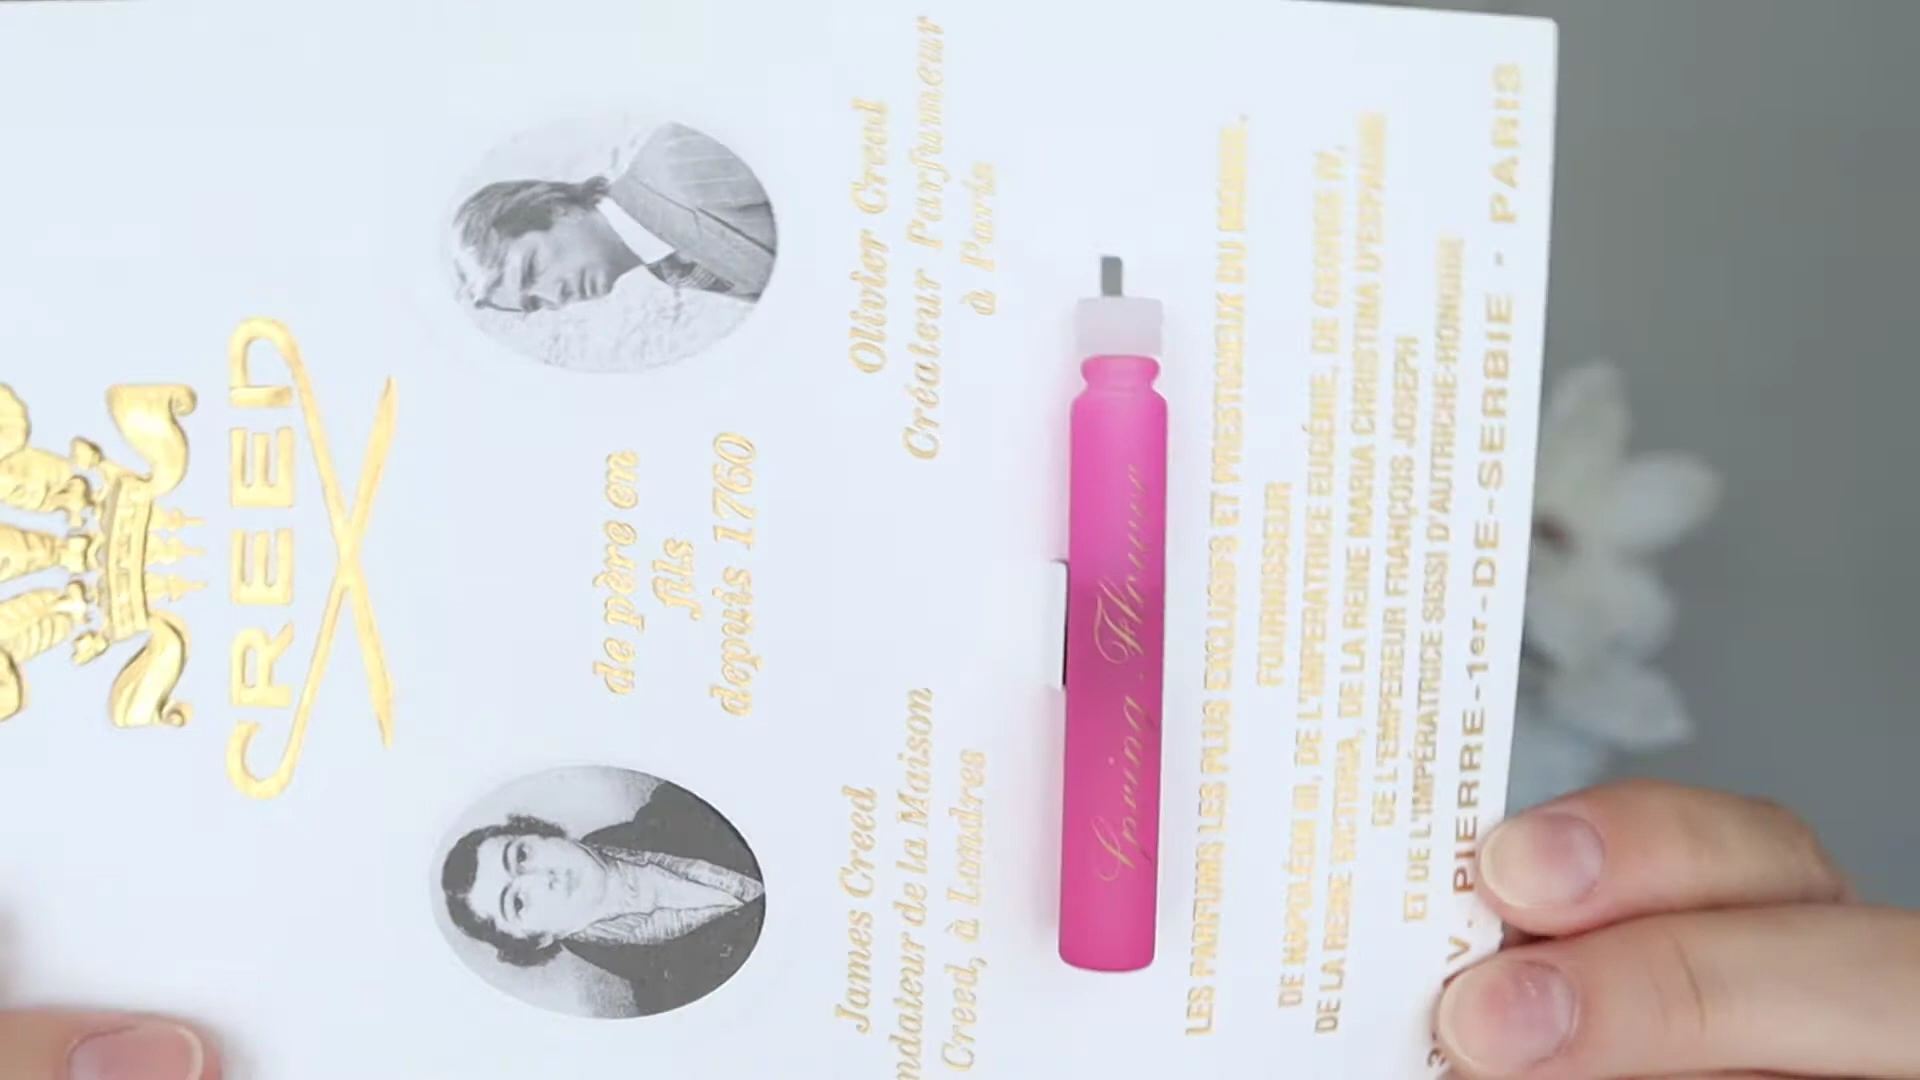 CREED
de père en
fils
depuis 1760
James Creed
ndateur de la Maison
Creed, à Londres
Olivier Creed
Créateur Parfumeur
à Paris
Spring Flower
LES PARFUMS LES PLUS EXCLUSIFS ET PRESTIGIEUX DU MONDE.
FOURNISSEUR
DE NAPOLÉON III, DE L'IMPÉRATRICE EUGÉNIE, DE GEORGE IV,
DE LA REINE VICTORIA, DE LA REINE MARIA CHRISTINA D'ESPAGNE
DE L'EMPEREUR FRANÇOIS JOSEPH
ET DE L'IMPÉRATRICE SISSI D'AUTRICHE-HONGRIE
V. PIERRE-1er-DE-SERBIE - PARIS